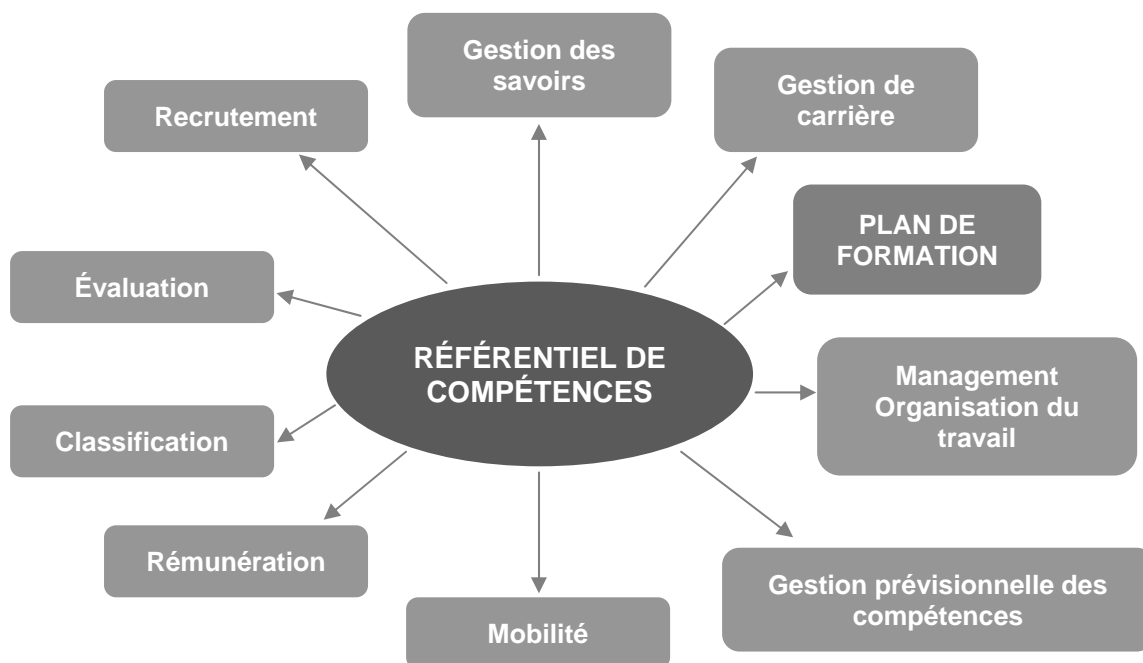 Gestion des
savoirs
Gestion de
carrière
Recrutement
PLAN DE
FORMATION
Évaluation
RÉFÉRENTIEL DE
COMPÉTENCES
Management
Organisation du
travail
Classification
Rémunération
Gestion prévisionnelle des
compétences
Mobilité